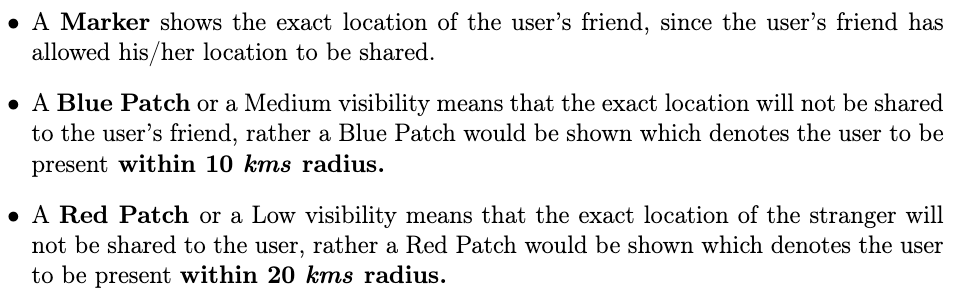 • A Marker shows the exact location of the user's friend, since the user's friend has
allowed his/her location to be shared.
• A Blue Patch or a Medium visibility means that the exact location will not be shared
to the user's friend, rather a Blue Patch would be shown which denotes the user to be
present within 10 kms radius.
• A Red Patch or a Low visibility means that the exact location of the stranger will
not be shared to the user, rather a Red Patch would be shown which denotes the user
to be present within 20 kms radius.